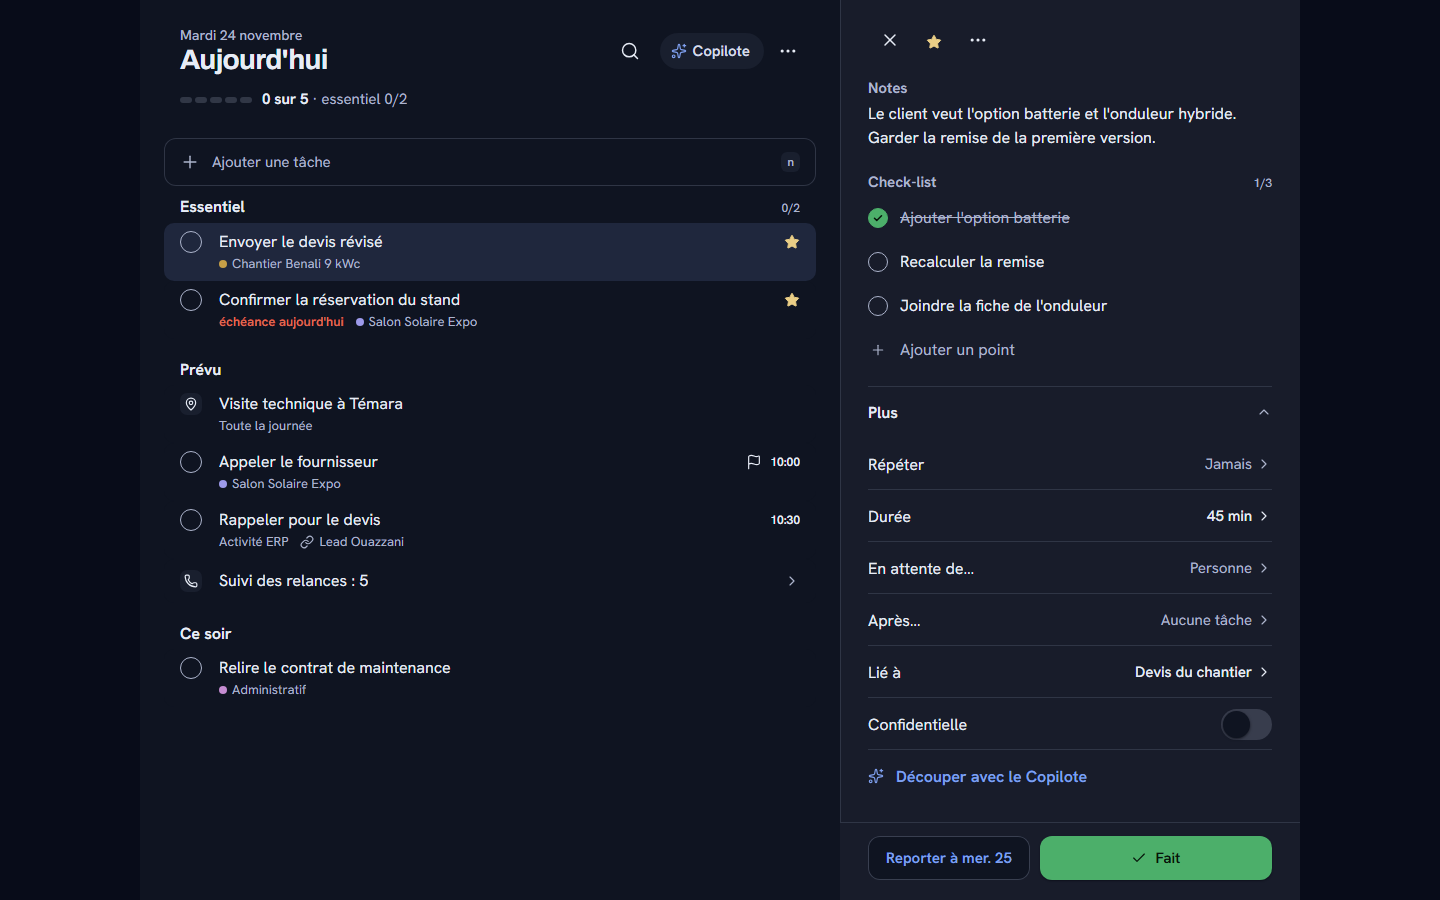 Mardi 24 novembre
Aujourd'hui
Copilote
0 sur 5 · essentiel 0/2
Ajouter une tâche
n
Essentiel
0/2
Envoyer le devis révisé
Chantier Benali 9 kWc
Confirmer la réservation du stand
échéance aujourd'hui Salon Solaire Expo
Prévu
Visite technique à Témara
Toute la journée
Appeler le fournisseur
10:00
Salon Solaire Expo
Rappeler pour le devis
10:30
Activité ERP Lead Ouazzani
Suivi des relances : 5
Ce soir
Relire le contrat de maintenance
Administratif
Notes
Le client veut l'option batterie et l'onduleur hybride.
Garder la remise de la première version.
Check-list
1/3
Ajouter l'option batterie
Recalculer la remise
Joindre la fiche de l'onduleur
Ajouter un point
Plus
Répéter
Jamais
Durée
45 min
En attente de...
Personne
Après...
Aucune tâche
Lié à
Devis du chantier
Confidentielle
Découper avec le Copilote
Reporter à mer. 25
Fait